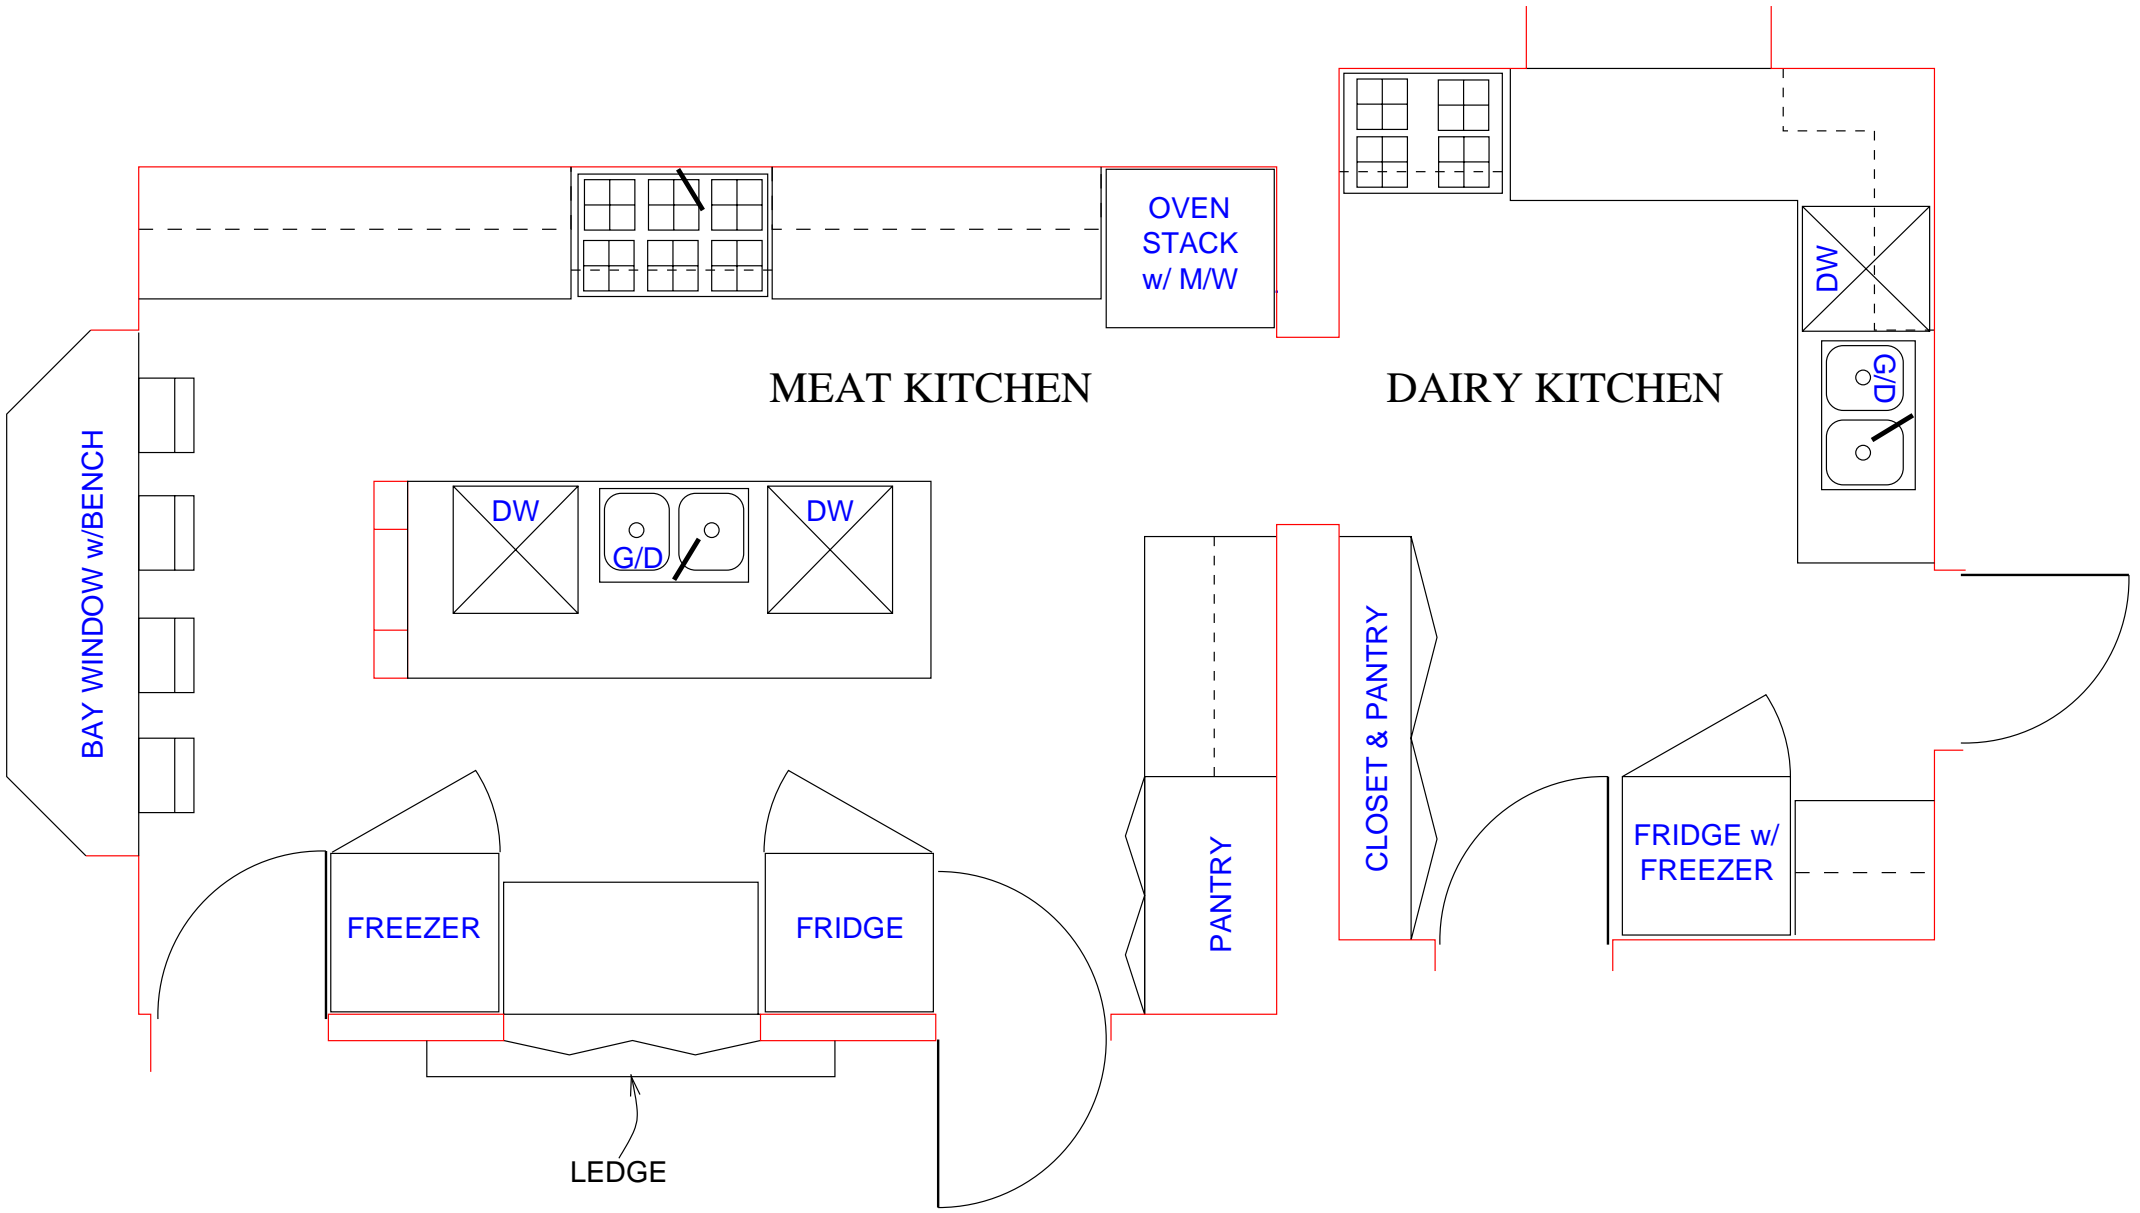 OVEN
STACK
w/ M/W
DW
MEAT KITCHEN
DAIRY KITCHEN
G/D
BAY WINDOW w/BENCH
DW
G/D
DW
CLOSET & PANTRY
PANTRY
FREEZER
FRIDGE
FRIDGE w/
FREEZER
LEDGE